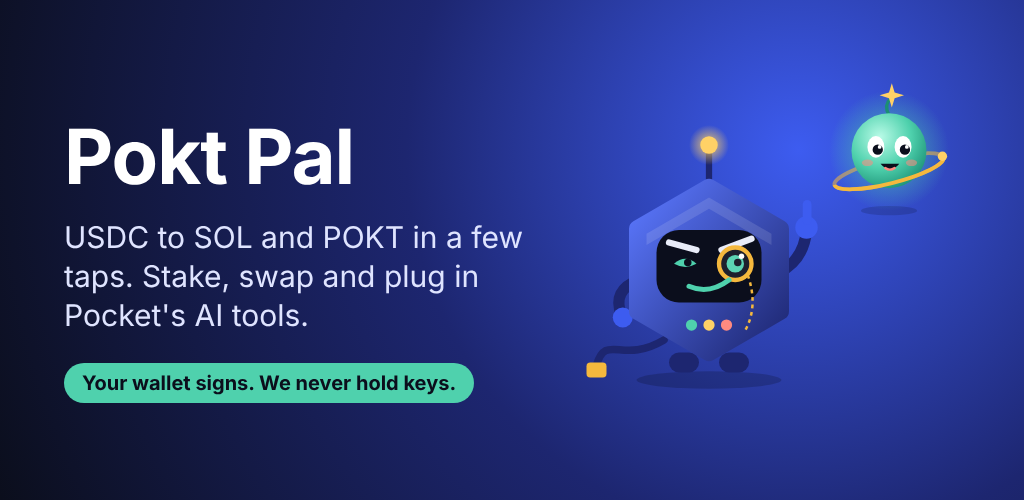 Pokt Pal
USDC to SOL and POKT in a few
taps. Stake, swap and plug in
Pocket's AI tools.
Your wallet signs. We never hold keys.